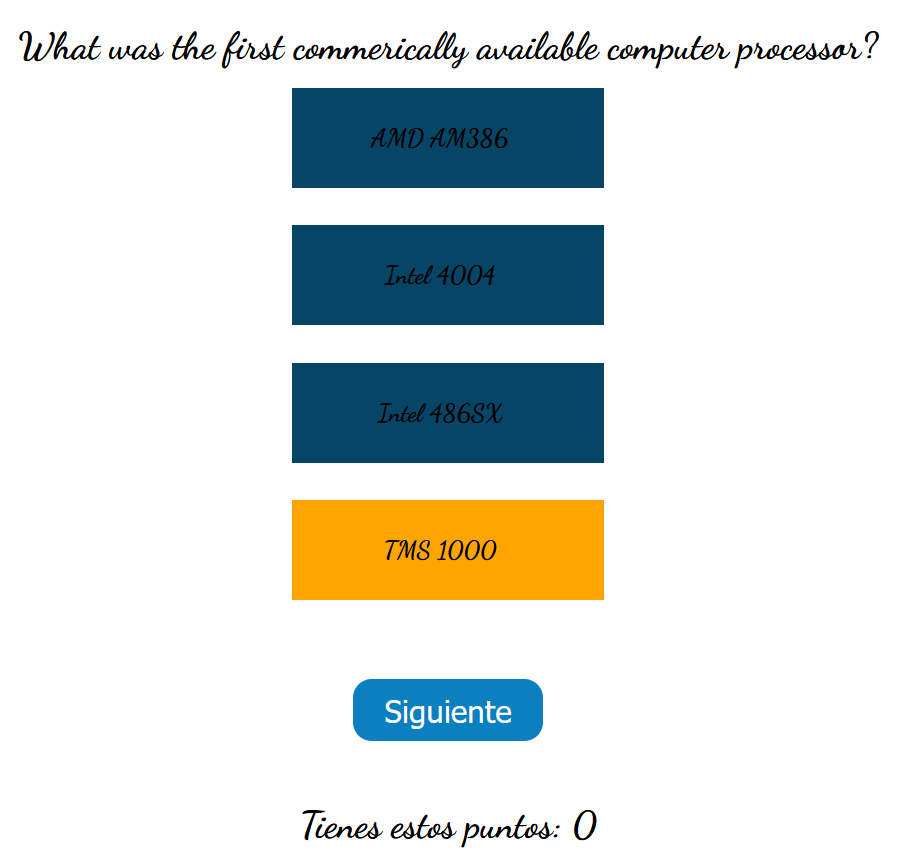 What was the first commerically available computer processor?
AMD AM386
Intel 4004
Intel 486SX
TMS 1000
Siguiente
Tienes estos puntos: 0